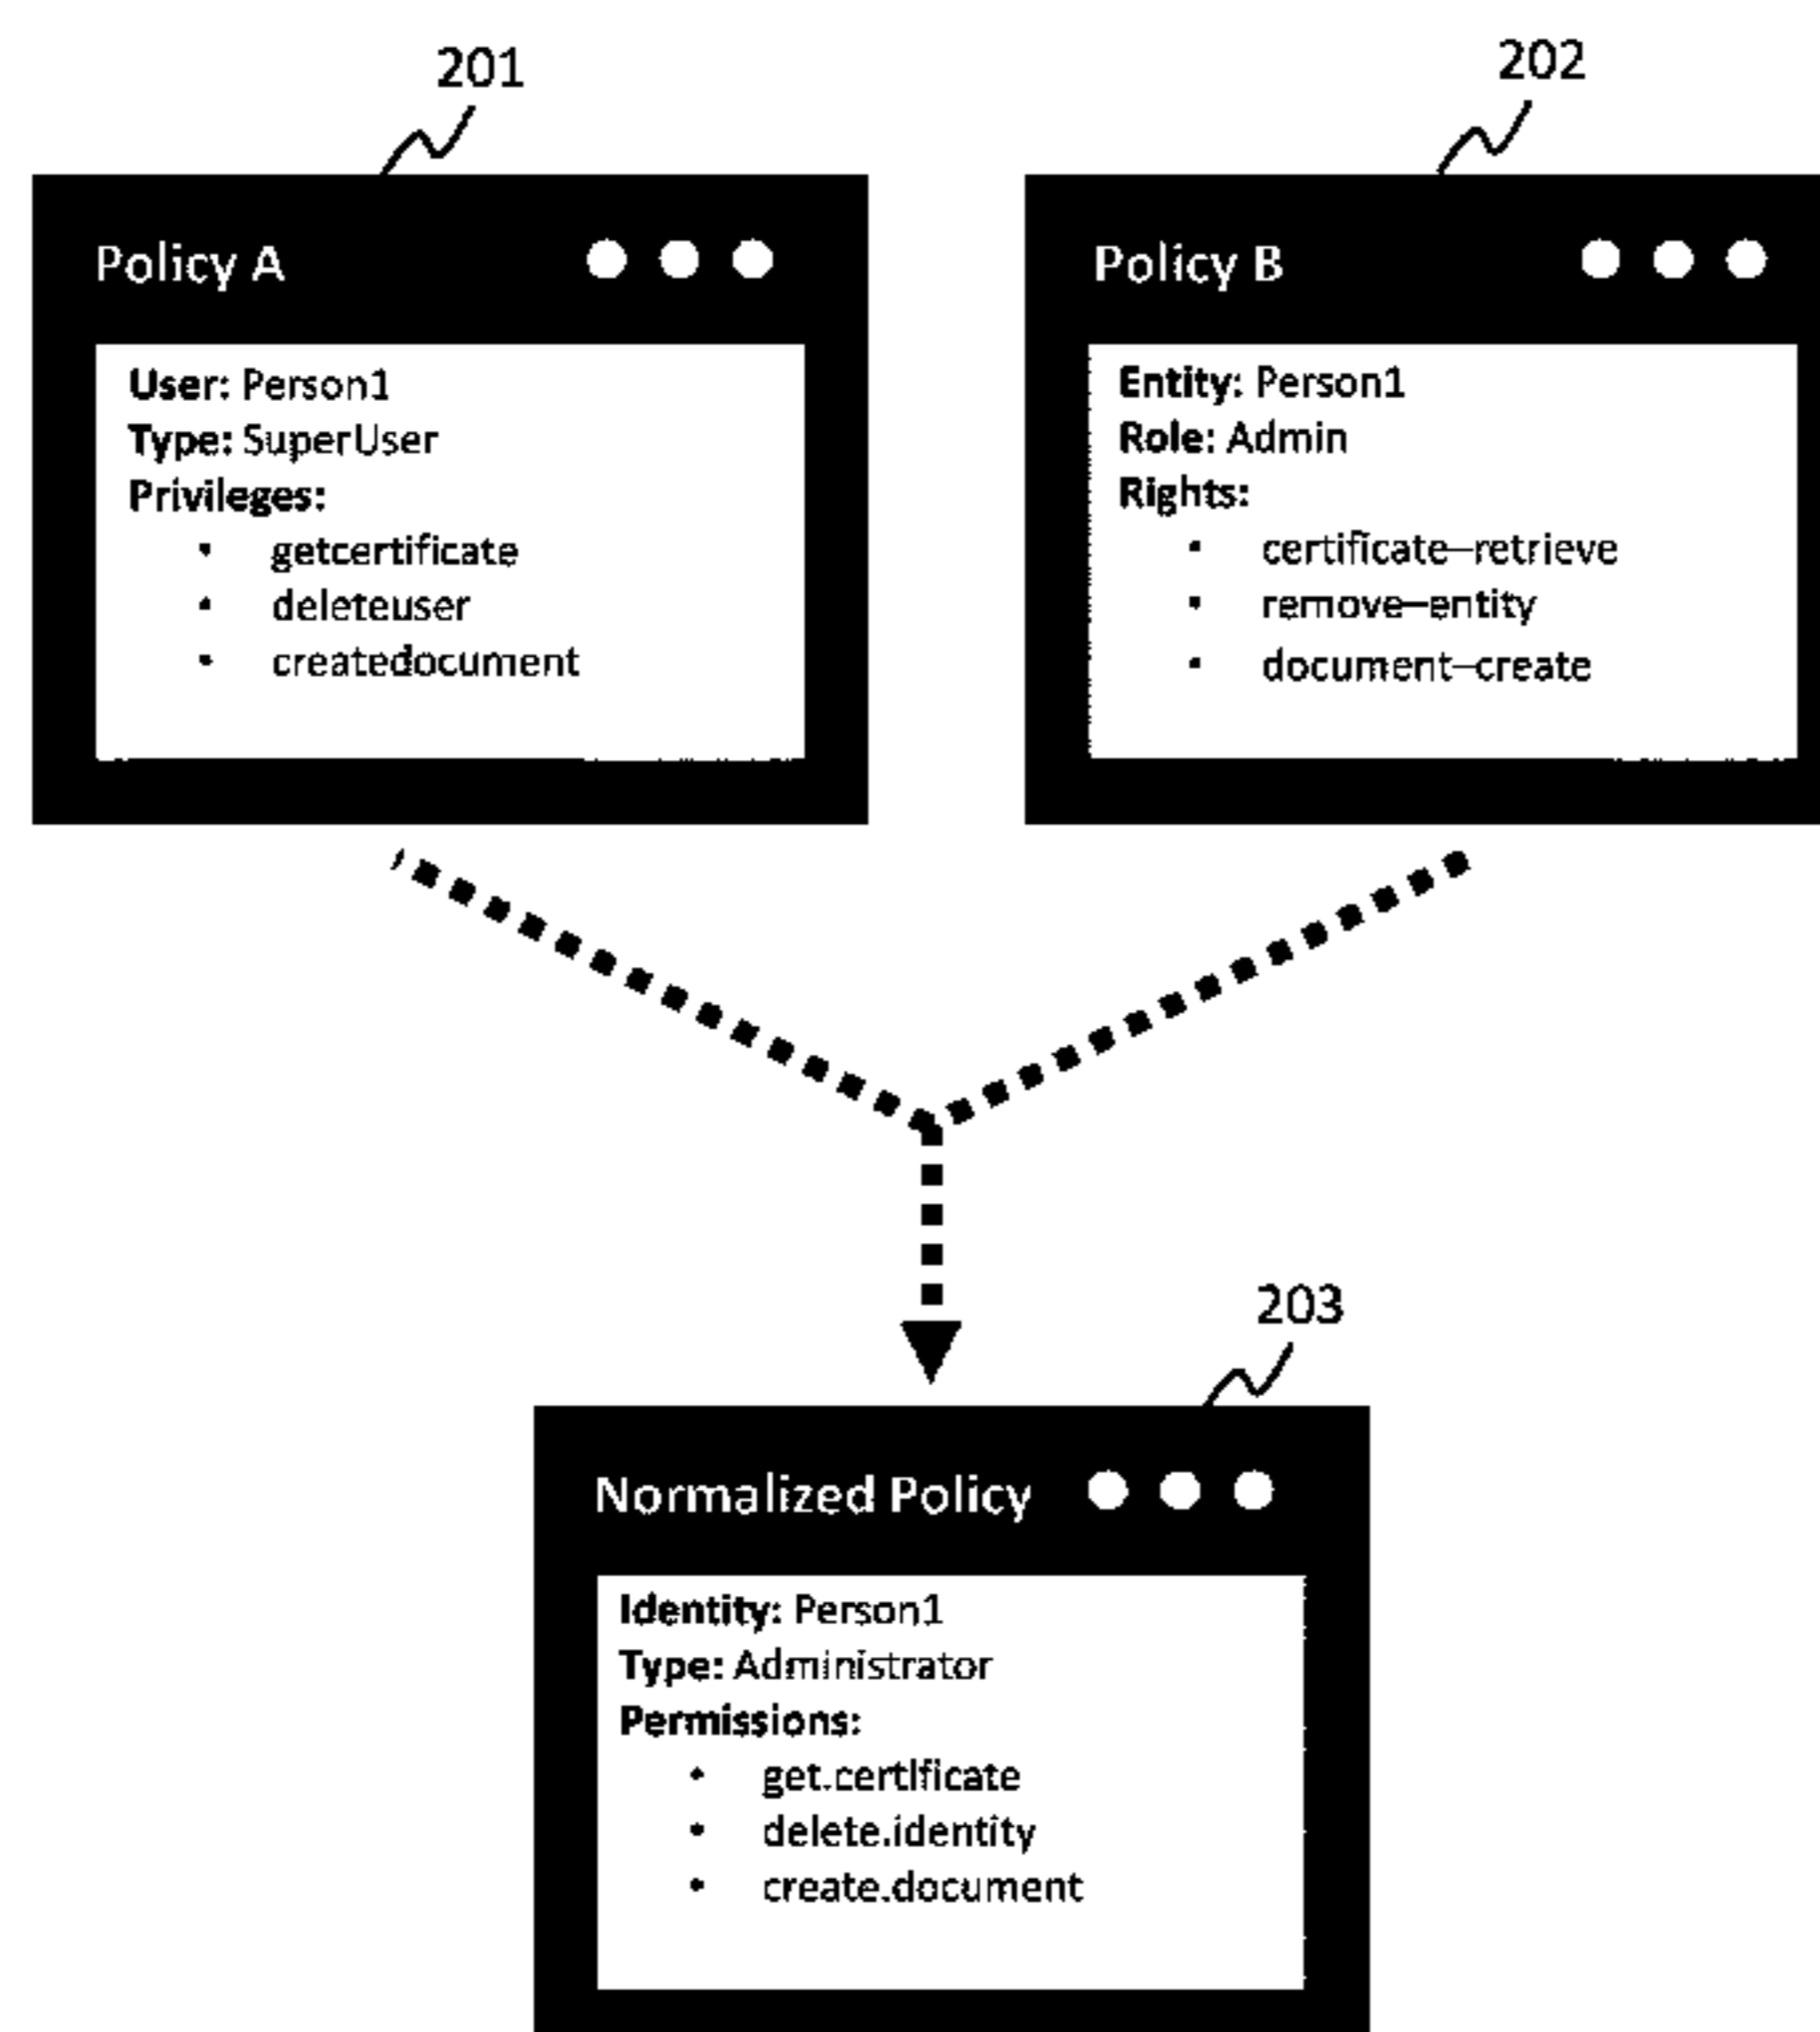 201
202
Policy A
User: Person1
Type: SuperUser
Privileges:
• getcertificate
• deleteuser
• createdocument
Policy B
Entity: Person1
Role: Admin
Rights:
• certificate–retrieve
• remove–entity
• document–create
203
Normalized Policy
Identity: Person1
Type: Administrator
Permissions:
• get.certificate
• delete.identity
• create.document